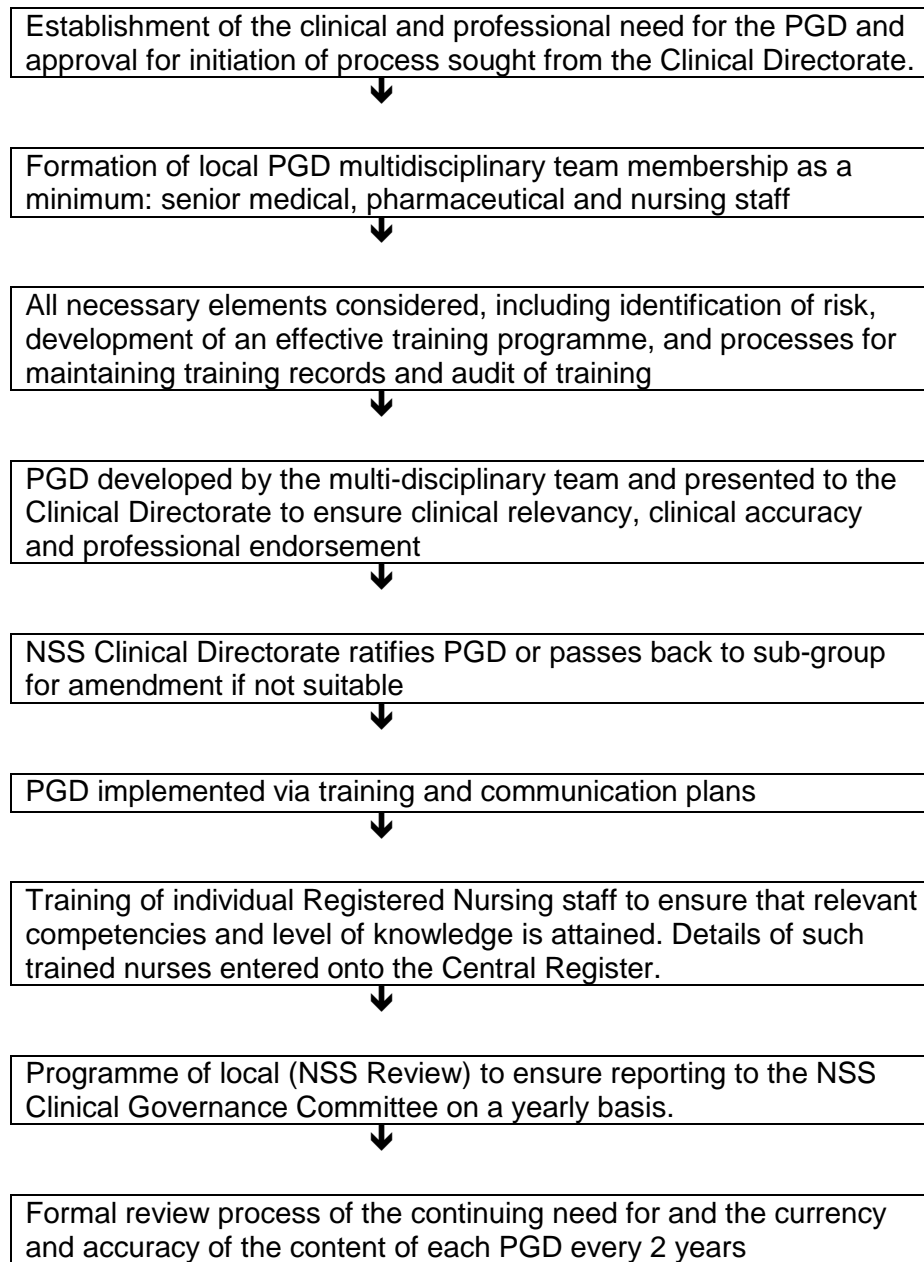 Establishment of the clinical and professional need for the PGD and
approval for initiation of process sought from the Clinical Directorate.
Formation of local PGD multidisciplinary team membership as a
minimum: senior medical, pharmaceutical and nursing staff
All necessary elements considered, including identification of risk,
development of an effective training programme, and processes for
maintaining training records and audit of training
PGD developed by the multi-disciplinary team and presented to the
Clinical Directorate to ensure clinical relevancy, clinical accuracy
and professional endorsement
NSS Clinical Directorate ratifies PGD or passes back to sub-group
for amendment if not suitable
PGD implemented via training and communication plans
Training of individual Registered Nursing staff to ensure that relevant
competencies and level of knowledge is attained. Details of such
trained nurses entered onto the Central Register.
Programme of local (NSS Review) to ensure reporting to the NSS
Clinical Governance Committee on a yearly basis.
Formal review process of the continuing need for and the currency
and accuracy of the content of each PGD every 2 years